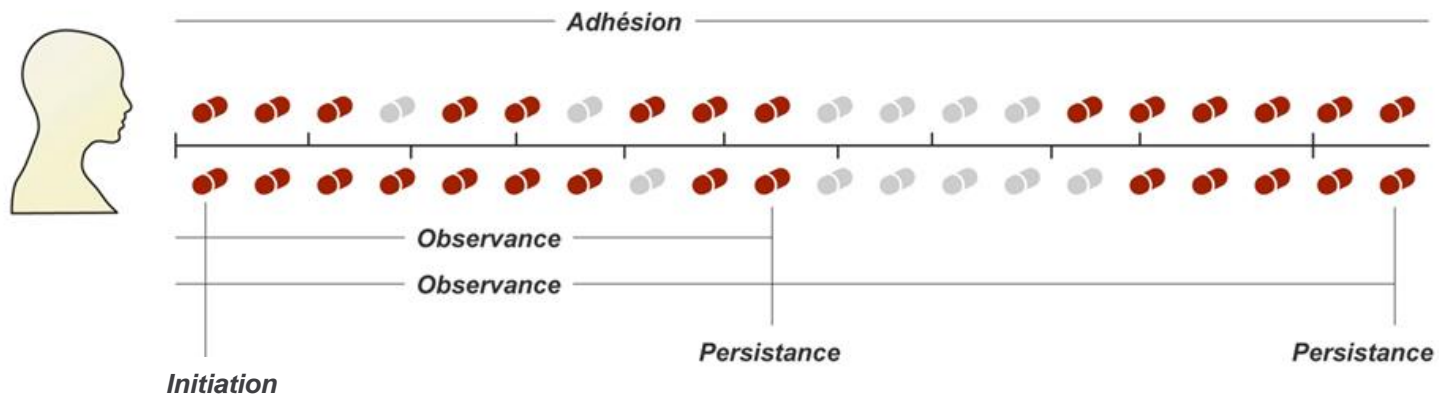 Adhésion
Observance
Observance
Persistance
Persistance
Initiation